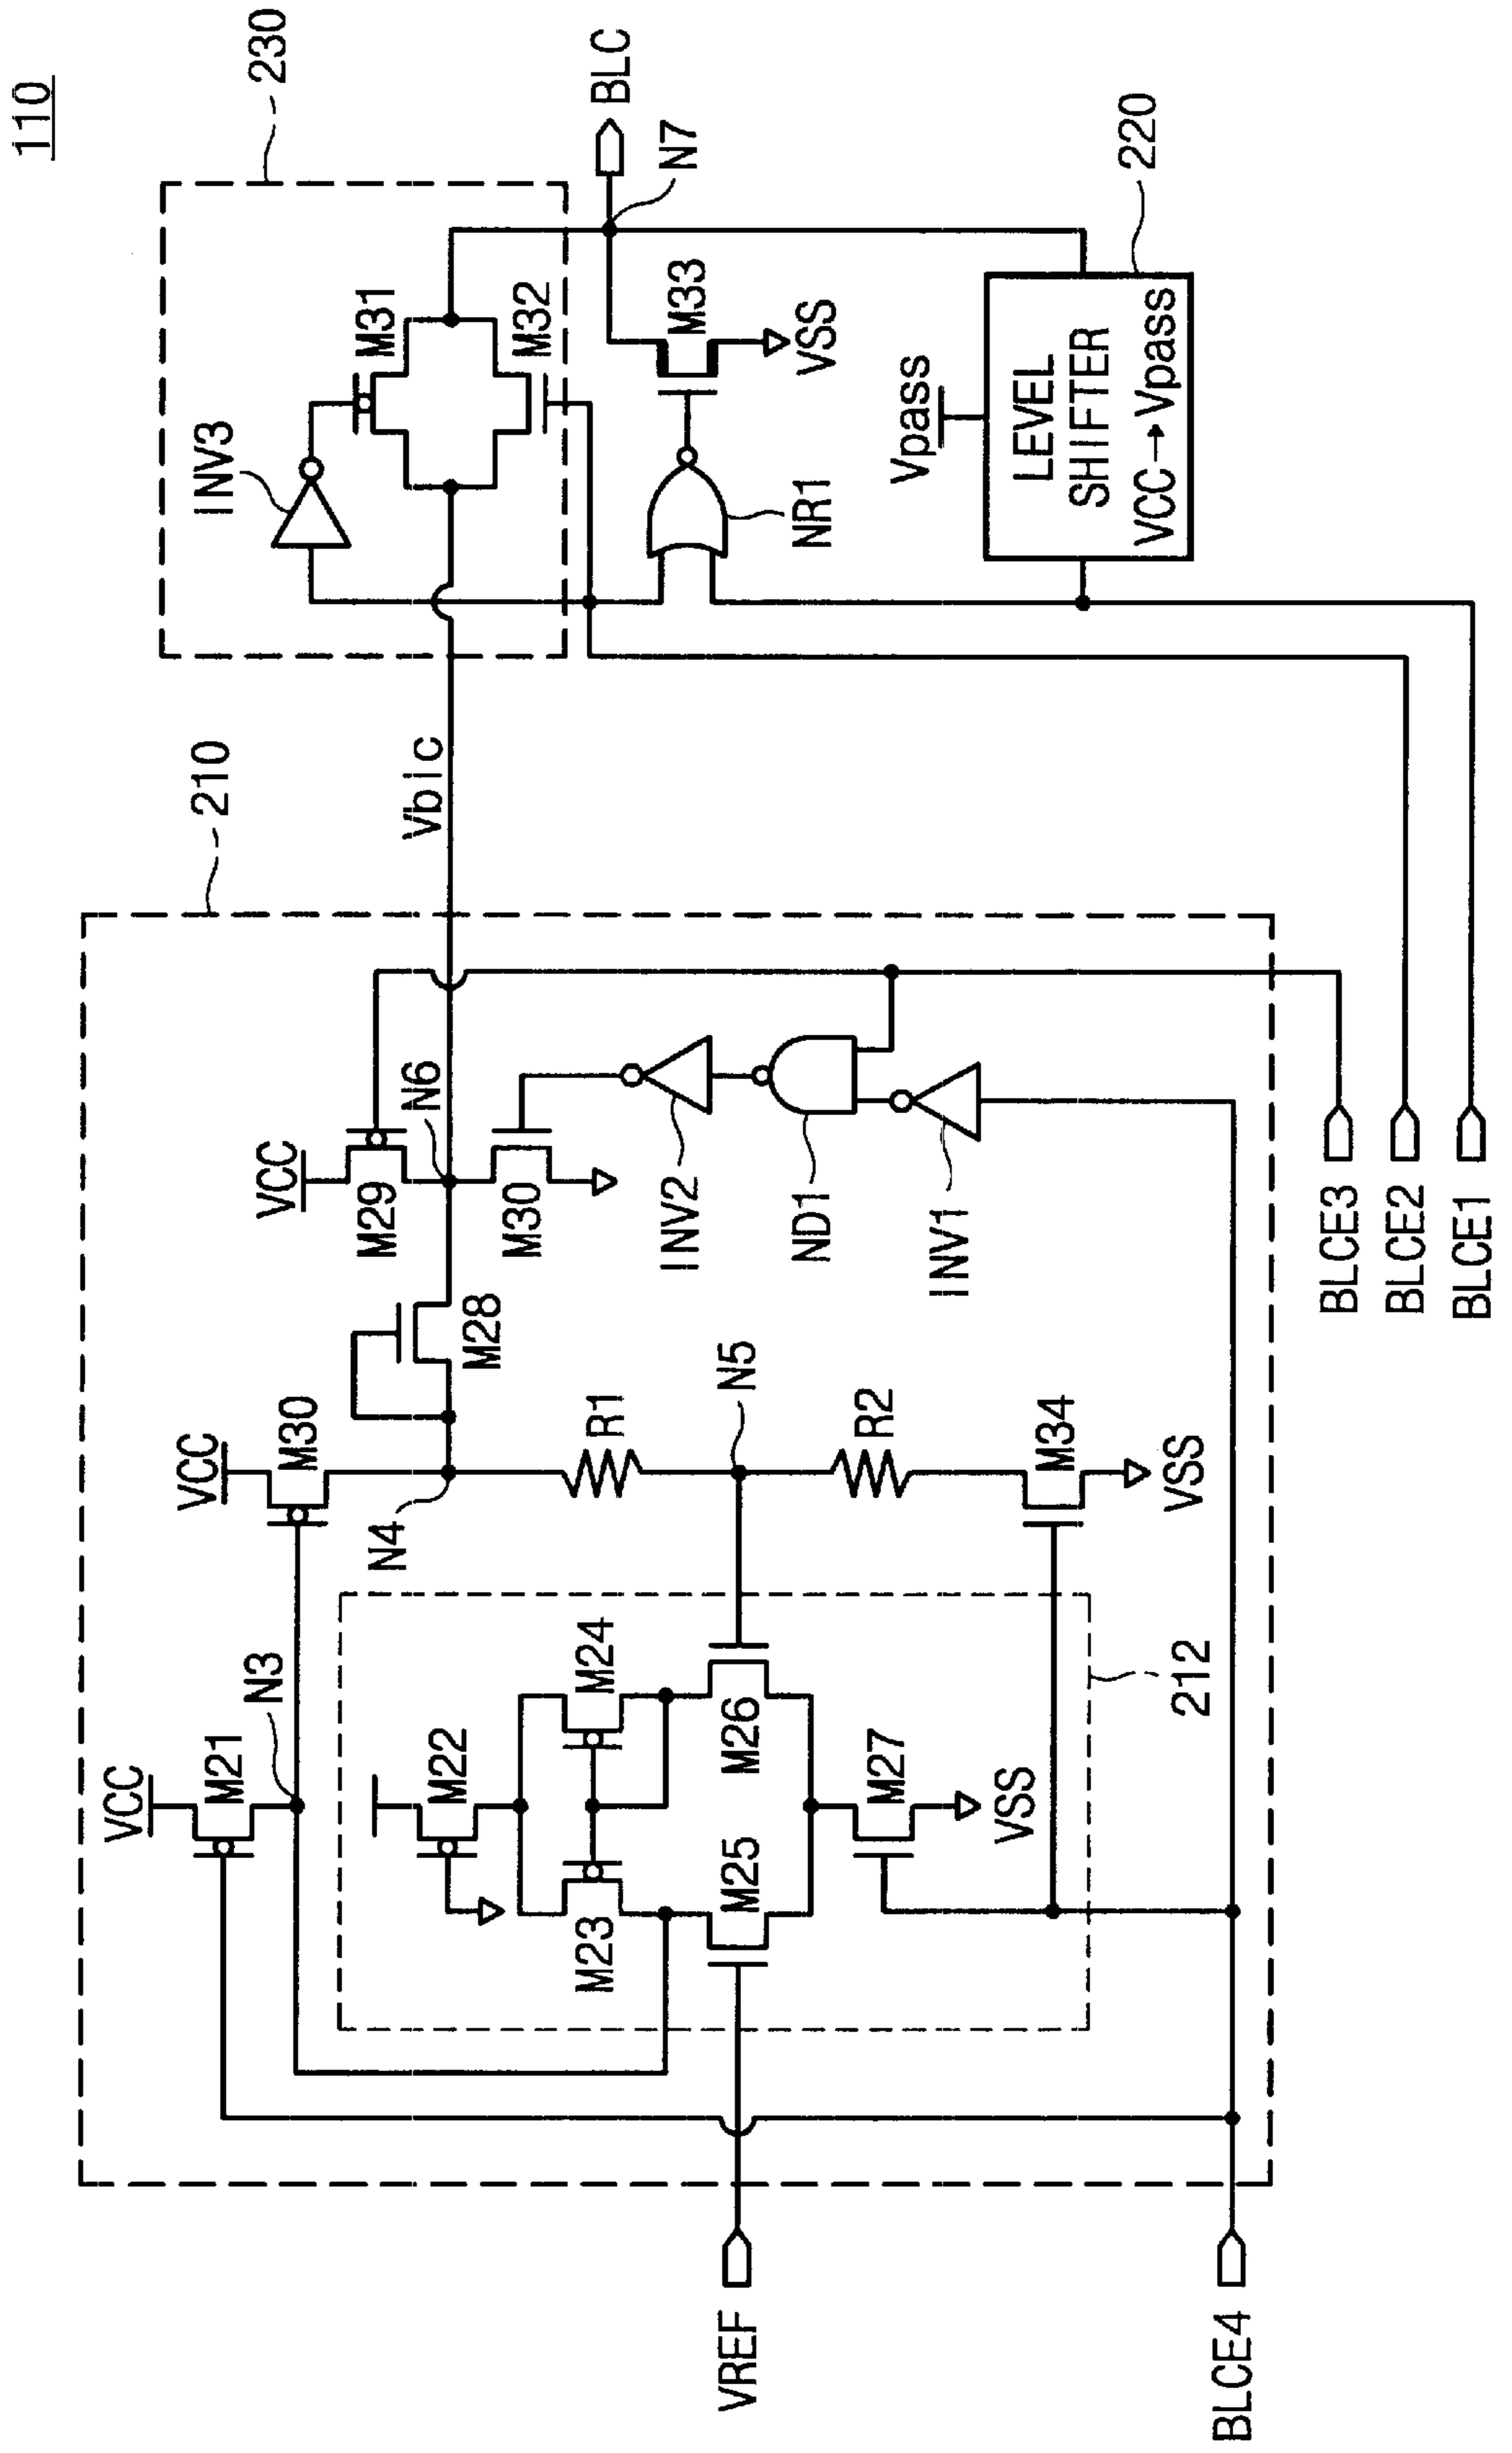 110
230
210
VCC
M21
N3
VCC
M30
N4
M22
M23
M24
M25
M26
M27
VSS
212
M28
R1
N5
R2
M34
VSS
VCC
M29
N6
M30
INV2
ND1
INV1
Vblc
INV3
M31
M32
BLC
N7
M33
VSS
NR1
Vpass
LEVEL
SHIFTER
VCC→Vpass
220
VREF
BLCE4
BLCE3
BLCE2
BLCE1